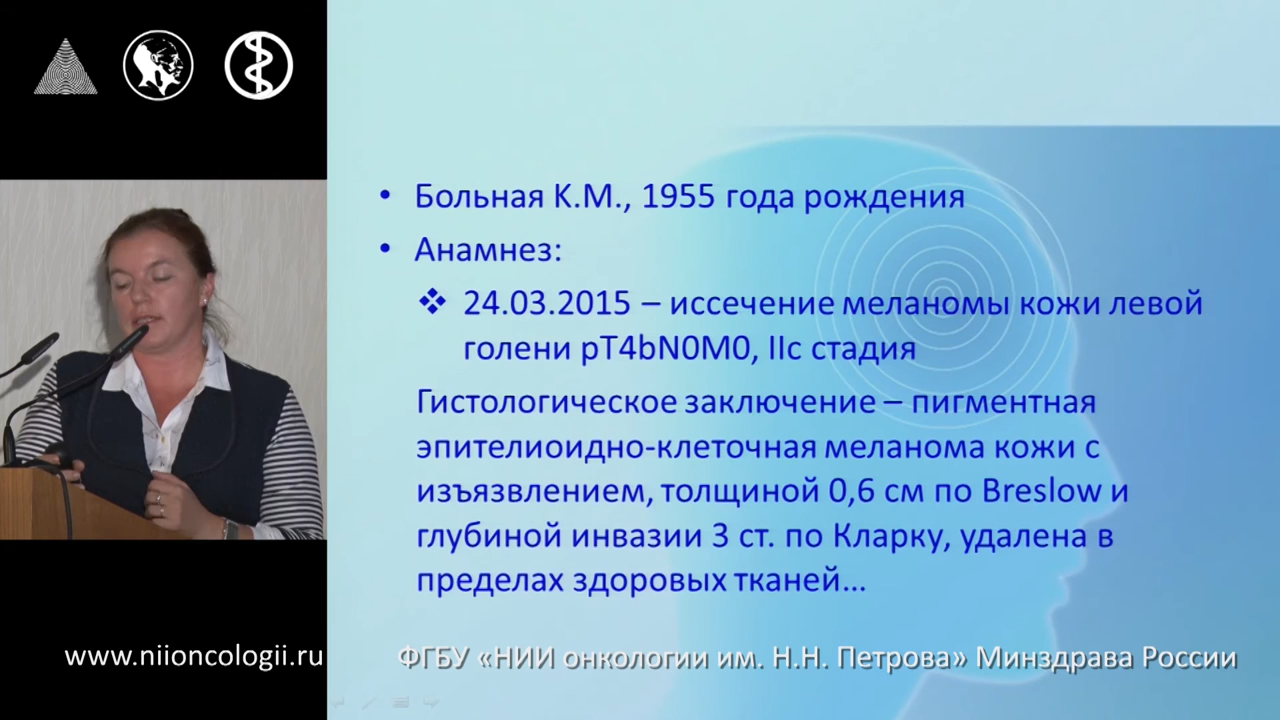 Больная К.М., 1955 года рождения
Анамнез:
24.03.2015 – иссечение меланомы кожи левой
голени pT4bN0M0, IIc стадия
Гистологическое заключение – пигментная
эпителиоидно-клеточная меланома кожи с
изъязвлением, толщиной 0,6 см по Breslow и
глубиной инвазии 3 ст. по Кларку, удалена в
пределах здоровых тканей...
www.niioncologii.ru
ФГБУ «НИИ онкологии им. Н.Н. Петрова» Минздрава России